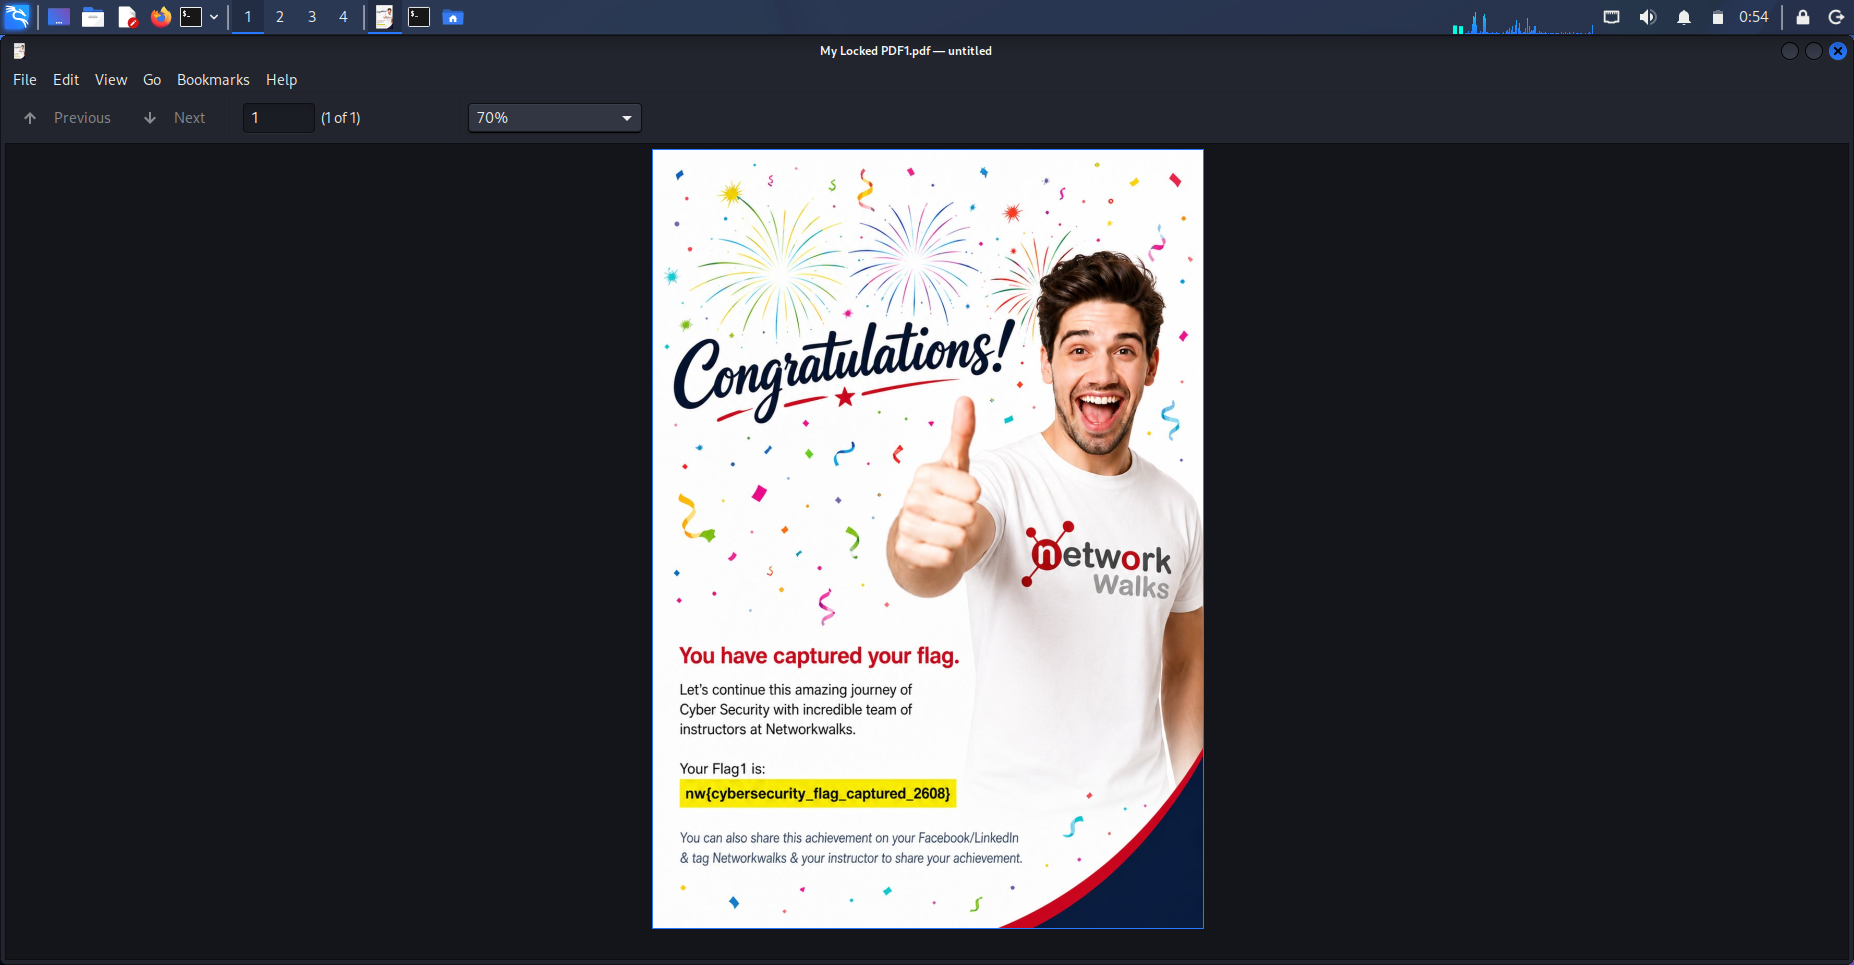 1 2 3 4 0:54
My Locked PDF1.pdf — untitled
File Edit View Go Bookmarks Help
Previous Next 1 (1 of 1) 70%
Congratulations!
network
Walks
You have captured your flag.
Let's continue this amazing journey of
Cyber Security with incredible team of
instructors at Networkwalks.
Your Flag1 is:
nw{cybersecurity_flag_captured_2608}
You can also share this achievement on your Facebook/LinkedIn
& tag Networkwalks & your instructor to share your achievement.